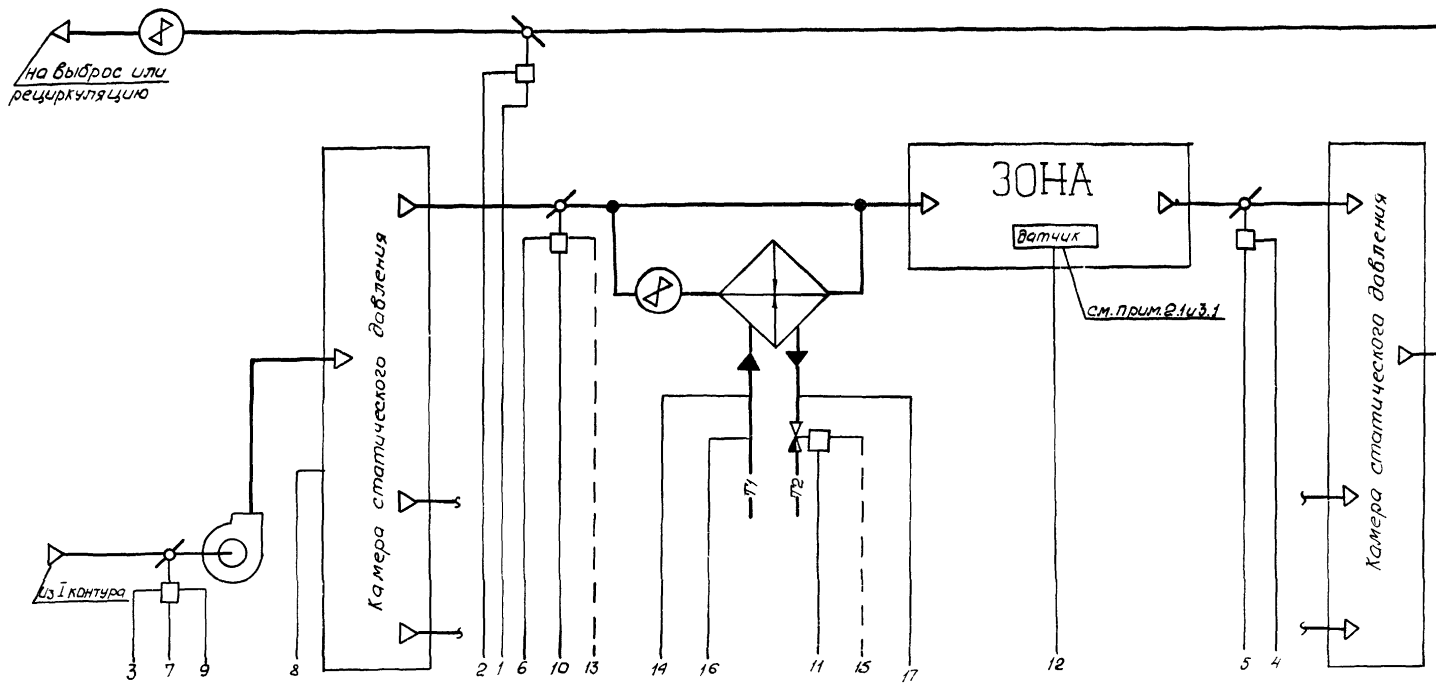 на выброс или
рециркуляцию
ЗОНА
датчик
см. прим. 2.1 и 3.1
Камера статического давления
Камера статического давления
Т1
Т2
из I контура
3 7 9 8 2 1 6 10 13 14 16 11 15 17 12 5 4